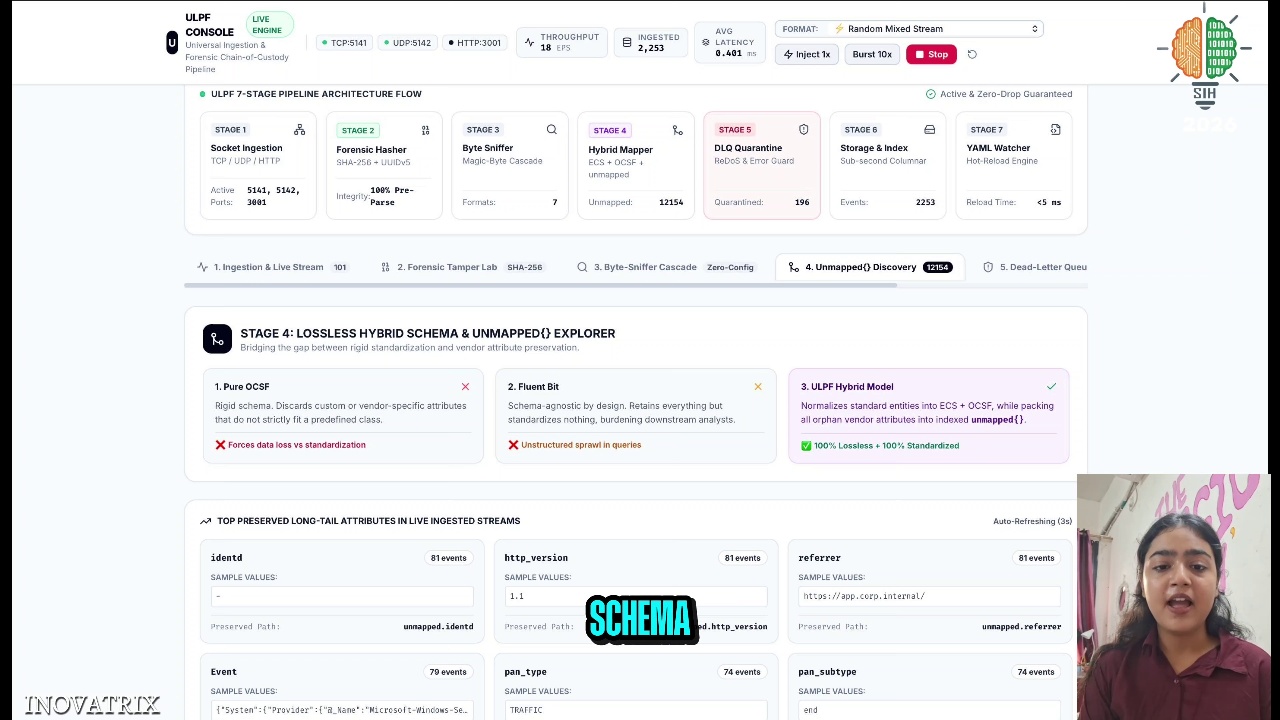 ULPF CONSOLE
LIVE ENGINE
Universal Ingestion & Forensic Chain-of-Custody Pipeline
U
TCP:5141
UDP:5142
HTTP:3001
THROUGHPUT
18 EPS
INGESTED
2,253
AVG LATENCY
0.401 ms
FORMAT: ⚡ Random Mixed Stream
Inject 1x
Burst 10x
Stop
SIH
2026
ULPF 7-STAGE PIPELINE ARCHITECTURE FLOW
Active & Zero-Drop Guaranteed
STAGE 1
Socket Ingestion
TCP / UDP / HTTP
Active Ports: 5141, 5142, 3001
STAGE 2
Forensic Hasher
SHA-256 + UUIDv5
Integrity: 100% Pre-Parse
STAGE 3
Byte Sniffer
Magic-Byte Cascade
Formats: 7
STAGE 4
Hybrid Mapper
ECS + OCSF + unmapped
Unmapped: 12154
STAGE 5
DLQ Quarantine
ReDoS & Error Guard
Quarantined: 196
STAGE 6
Storage & Index
Sub-second Columnar
Events: 2253
STAGE 7
YAML Watcher
Hot-Reload Engine
Reload Time: <5 ms
1. Ingestion & Live Stream 101
2. Forensic Tamper Lab SHA-256
3. Byte-Sniffer Cascade Zero-Config
4. Unmapped{} Discovery 12154
5. Dead-Letter Queu
STAGE 4: LOSSLESS HYBRID SCHEMA & UNMAPPED{} EXPLORER
Bridging the gap between rigid standardization and vendor attribute preservation.
1. Pure OCSF
Rigid schema. Discards custom or vendor-specific attributes
that do not strictly fit a predefined class.
❌ Forces data loss vs standardization
2. Fluent Bit
Schema-agnostic by design. Retains everything but
standardizes nothing, burdening downstream analysts.
❌ Unstructured sprawl in queries
3. ULPF Hybrid Model
Normalizes standard entities into ECS + OCSF, while packing
all orphan vendor attributes into indexed unmapped{}.
✅ 100% Lossless + 100% Standardized
TOP PRESERVED LONG-TAIL ATTRIBUTES IN LIVE INGESTED STREAMS
Auto-Refreshing (3s)
identd 81 events
SAMPLE VALUES:
-
Preserved Path: unmapped.identd
http_version 81 events
SAMPLE VALUES:
1.1
Preserved Path: ed.http_version
referrer 81 events
SAMPLE VALUES:
https://app.corp.internal/
Preserved Path: unmapped.referrer
SCHEMA
Event 79 events
SAMPLE VALUES:
{"System":{"Provider":{"@_Name":"Microsoft-Windows-Se…
pan_type 74 events
SAMPLE VALUES:
TRAFFIC
pan_subtype 74 events
SAMPLE VALUES:
end
INOVATRIX